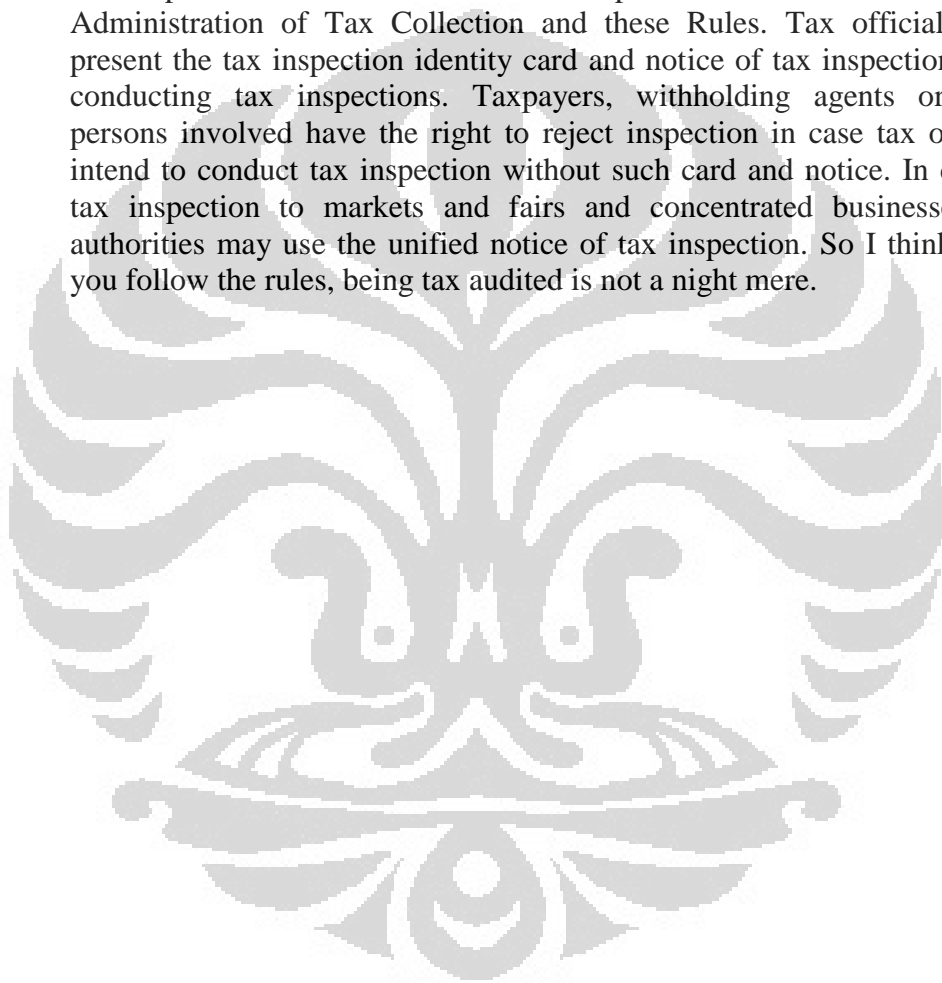 Administration of Tax Collection and these Rules. Tax official
present the tax inspection identity card and notice of tax inspection
conducting tax inspections. Taxpayers, withholding agents or
persons involved have the right to reject inspection in case tax o
intend to conduct tax inspection without such card and notice. In
tax inspection to markets and fairs and concentrated business
authorities may use the unified notice of tax inspection. So I think
you follow the rules, being tax audited is not a night mere.